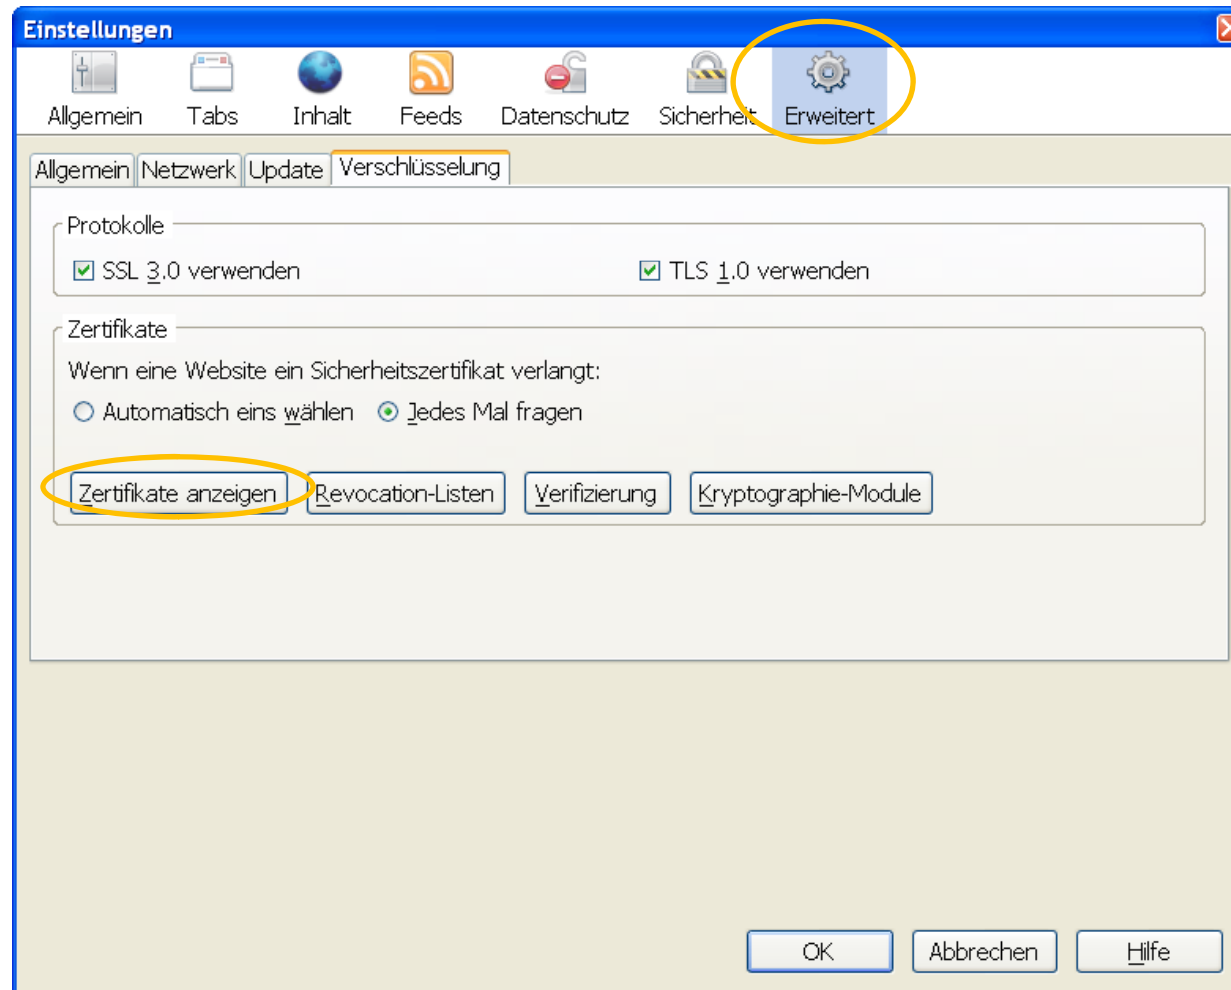 Einstellungen
Allgemein Tabs Inhalt Feeds Datenschutz Sicherheit Erweitert
Allgemein Netzwerk Update Verschlüsselung
Protokolle
SSL 3.0 verwenden TLS 1.0 verwenden
Zertifikate
Wenn eine Website ein Sicherheitszertifikat verlangt:
Automatisch eins wählen Jedes Mal fragen
Zertifikate anzeigen Revocation-Listen Verifizierung Kryptographie-Module
OK Abbrechen Hilfe